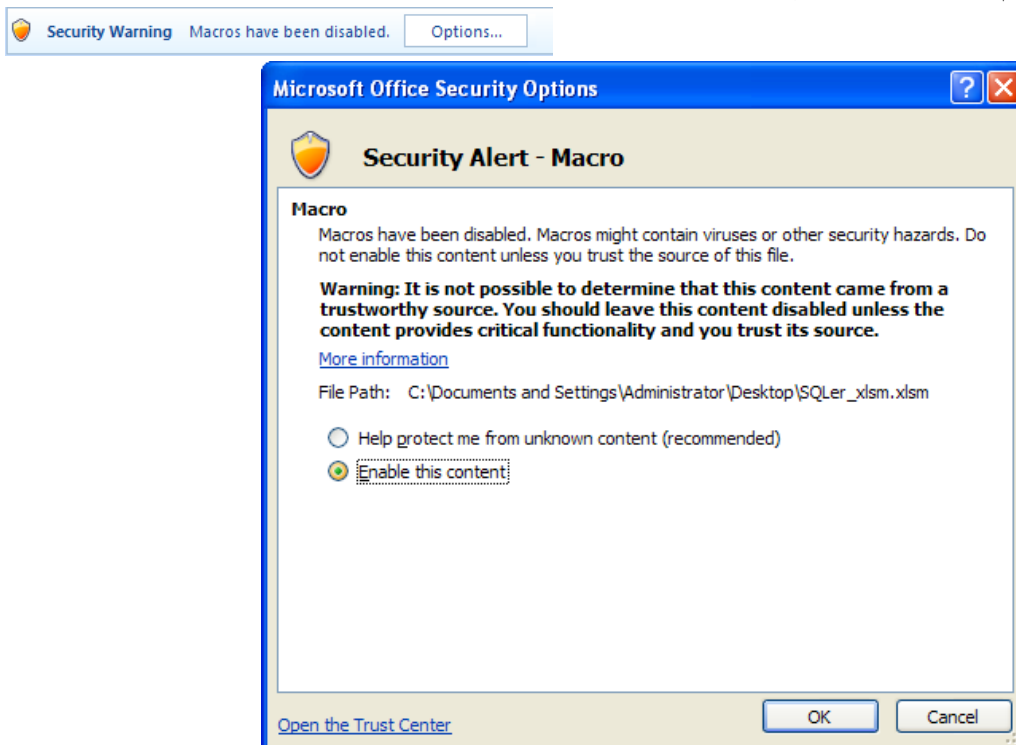 Security Warning Macros have been disabled. Options...
Microsoft Office Security Options
Security Alert - Macro
Macro
Macros have been disabled. Macros might contain viruses or other security hazards. Do
not enable this content unless you trust the source of this file.
Warning: It is not possible to determine that this content came from a
trustworthy source. You should leave this content disabled unless the
content provides critical functionality and you trust its source.
More information
File Path: C:\Documents and Settings\Administrator\Desktop\SQLer_xlsm.xlsm
Help protect me from unknown content (recommended)
Enable this content
Open the Trust Center OK Cancel